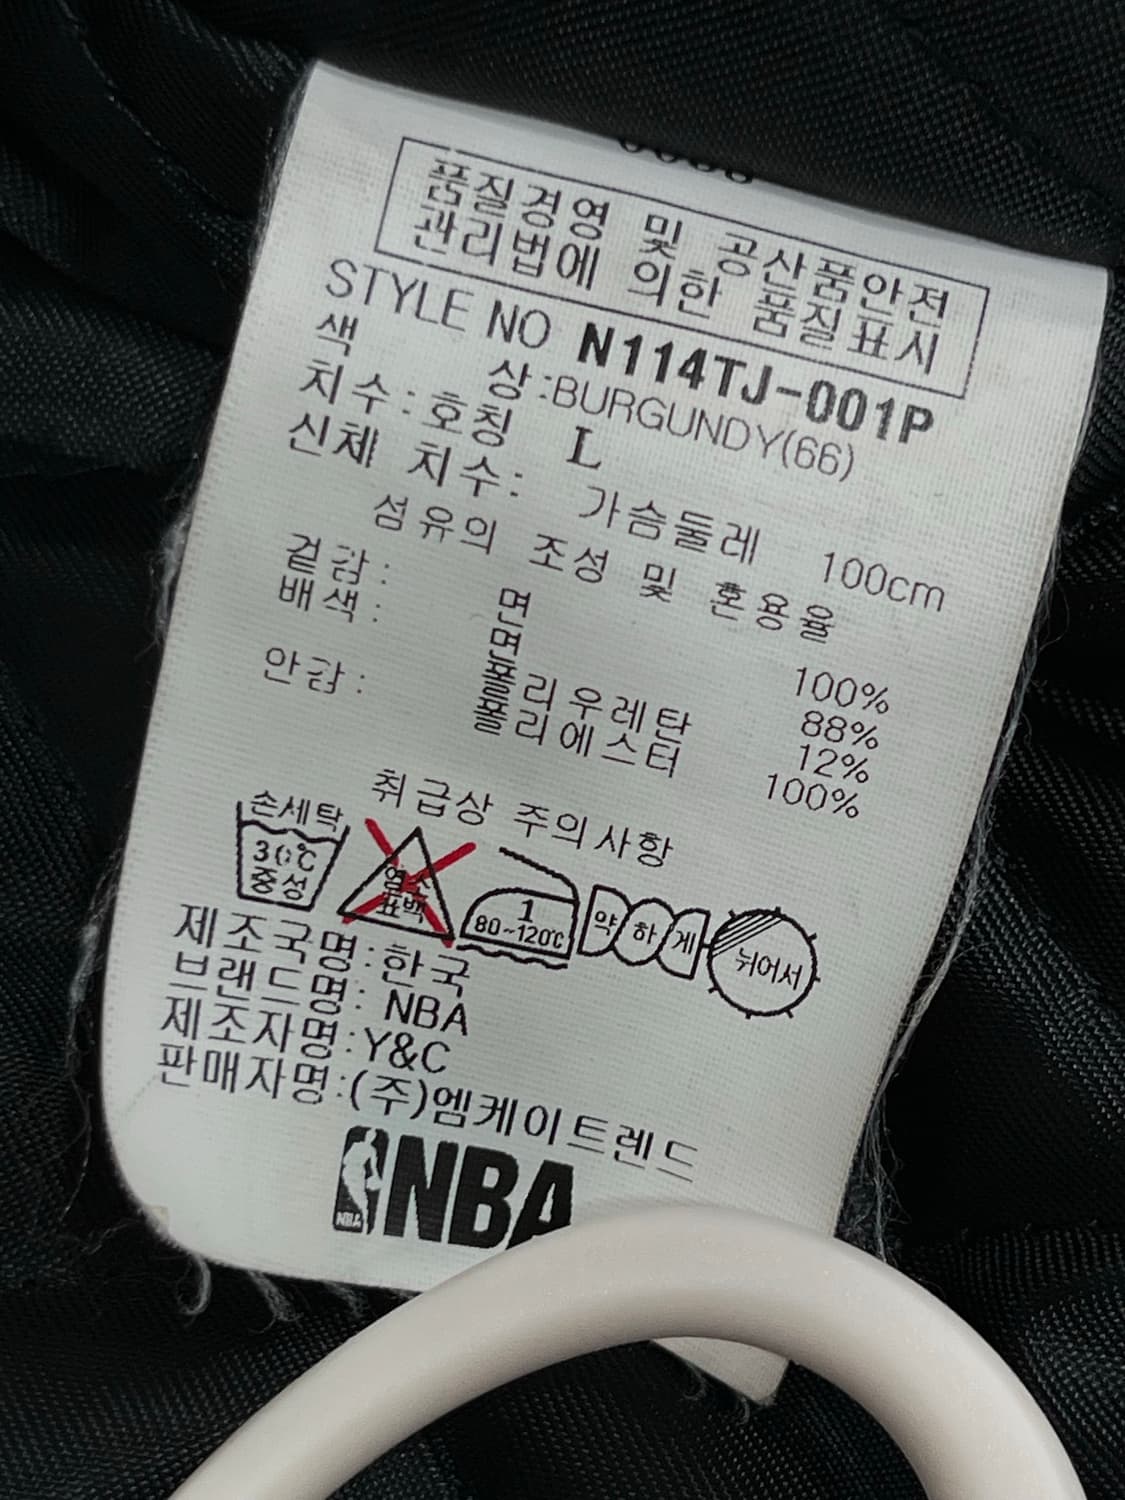 품질경영 및 공산품안전
관리법에 의한 품질표시
STYLE NO N114TJ-001P
색 상:BURGUNDY(66)
치수:호칭 L
신체 치수: 가슴둘레 100cm
섬유의 조성 및 혼용율
겉감: 면 100%
배색: 면 88%
폴리우레탄 12%
안감: 폴리에스터 100%
취급상 주의사항
손세탁
30℃
중성
염소
표백
1
80~120℃
약하게
뉘어서
제조국명:한국
브랜드명: NBA
제조자명:Y&C
판매자명:(주)엠케이트렌드
NBA
NBA